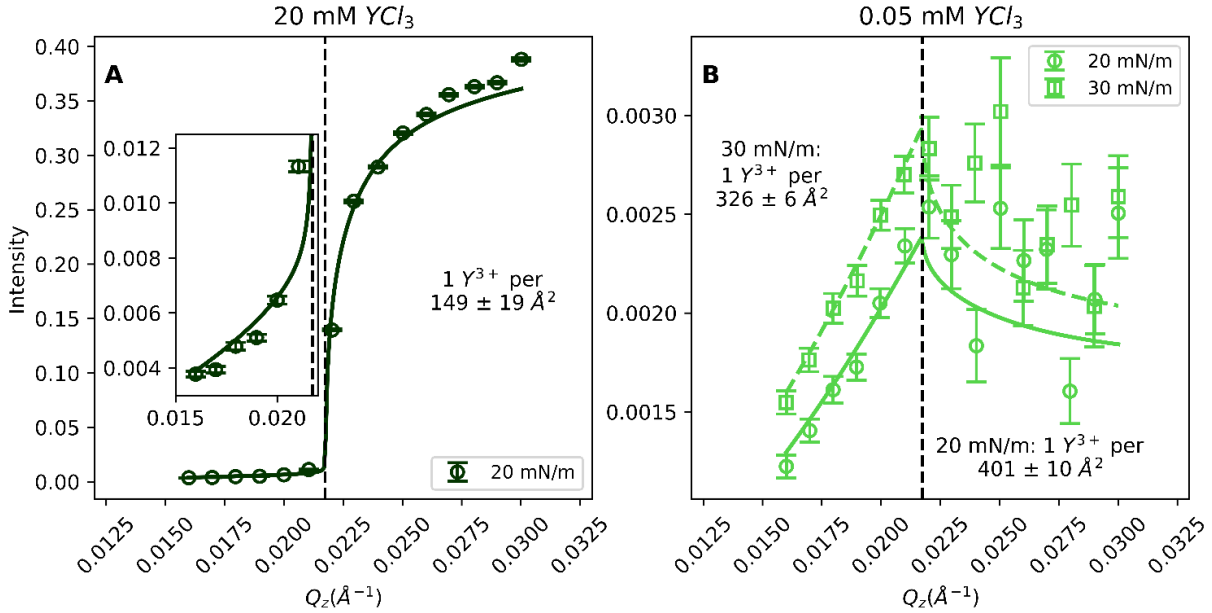 20 mM YCl₃
A
Intensity
0.40
0.35
0.30
0.25
0.20
0.15
0.10
0.05
0.00
0.012
0.010
0.008
0.006
0.004
0.015
0.020
1 Y³⁺ per
149 ± 19 Å²
20 mN/m
0.0125
0.0150
0.0175
0.0200
0.0225
0.0250
0.0275
0.0300
0.0325
Q_z(Å⁻¹)
0.05 mM YCl₃
B
20 mN/m
30 mN/m
0.0030
0.0025
0.0020
0.0015
30 mN/m:
1 Y³⁺ per
326 ± 6 Å²
20 mN/m: 1 Y³⁺ per
401 ± 10 Å²
0.0125
0.0150
0.0175
0.0200
0.0225
0.0250
0.0275
0.0300
0.0325
Q_z(Å⁻¹)